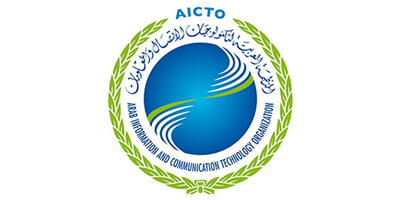 AICTO
المنظمة العربية لتكنولوجيات الاتصال والمعلومات
ARAB INFORMATION AND COMMUNICATION TECHNOLOGY ORGANIZATION